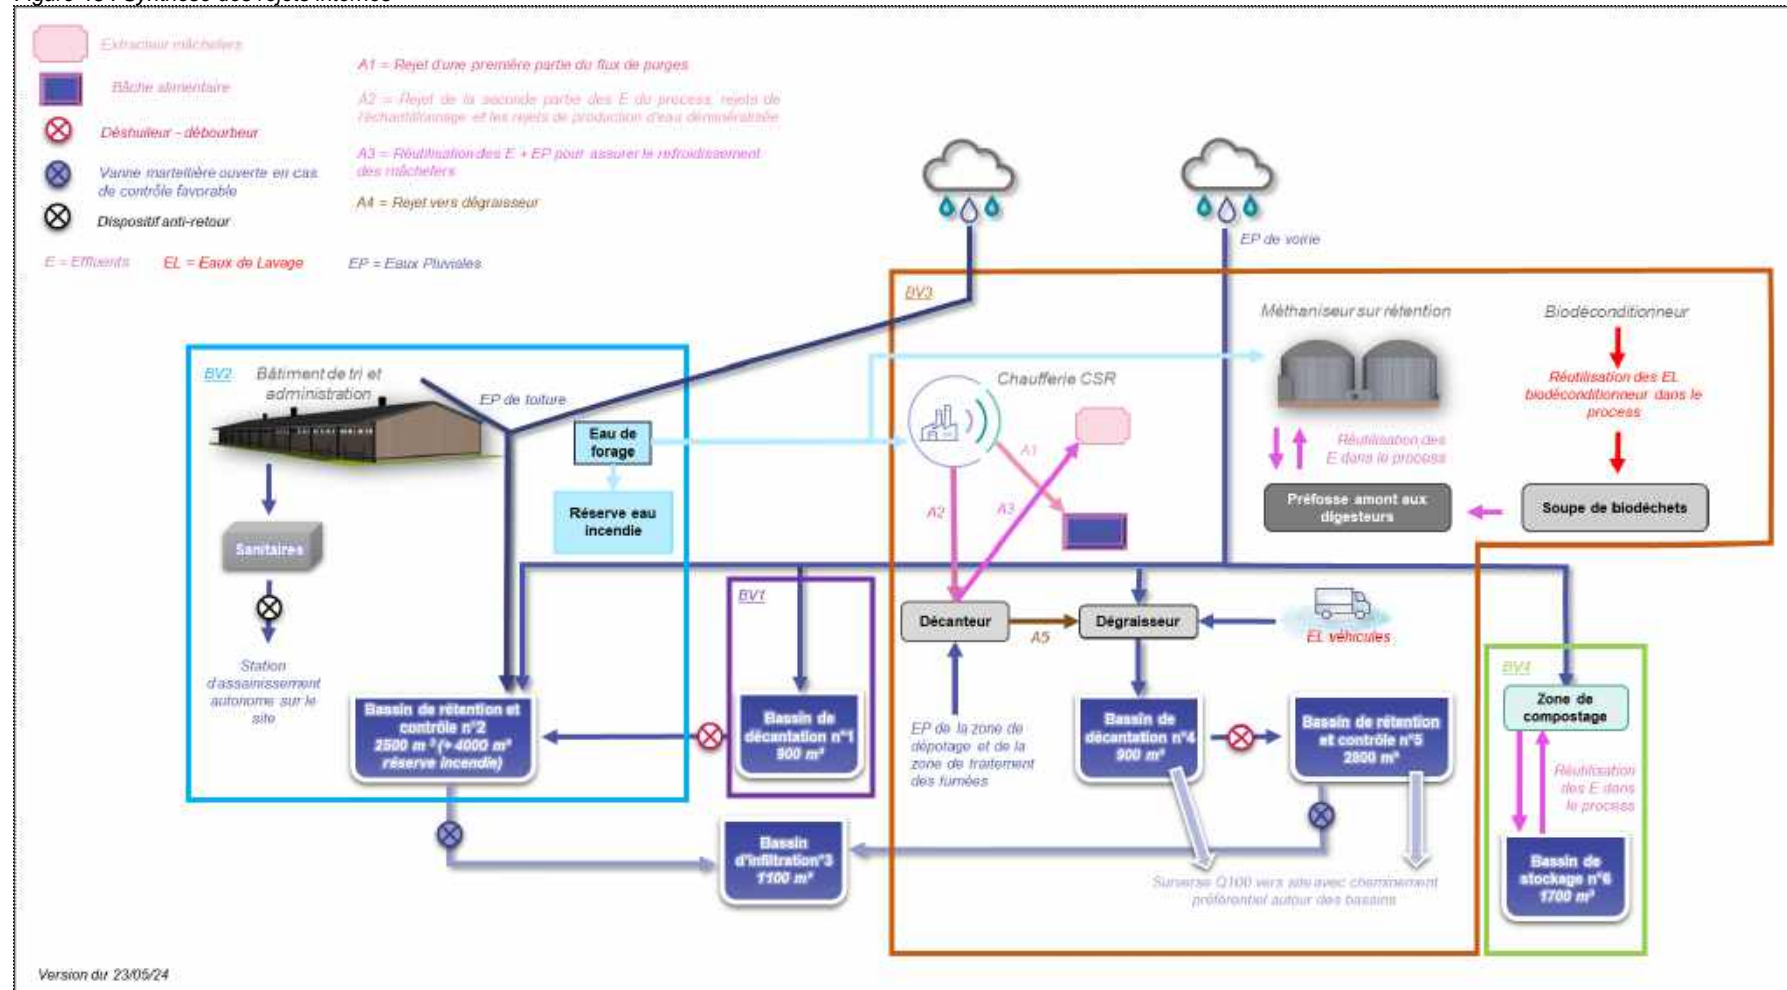 Figure 45 : Synthèse des rejets internes
Extracteur mâchefers
Bâche alimentaire
Déshuileur - débourbeur
Vanne martellière ouverte en cas
de contrôle favorable
Dispositif anti-retour
E = Effluents
EL = Eaux de Lavage
EP = Eaux Pluviales
A1 = Rejet d'une première partie du flux de purges
A2 = Rejet de la seconde partie des E du process, rejets de
l'échantillonnage et les rejets de production d'eau déminéralisée
A3 = Réutilisation des E + EP pour assurer le refroidissement
des mâchefers
A4 = Rejet vers dégraisseur
EP de voirie
BV3
Méthaniseur sur rétention
Biodéconditionneur
BV2
Bâtiment de tri et
administration
EP de toiture
Chaufferie CSR
Réutilisation des EL
biodéconditionneur dans le
process
Eau de
forage
A1
Réutilisation des
E dans le process
Réserve eau
incendie
A2
A3
Préfosse amont aux
digesteurs
Soupe de biodéchets
Sanitaires
BV1
Décanteur
A5
Dégraisseur
EL véhicules
Station
d'assainissement
autonome sur le
site
BV4
Zone de
compostage
Bassin de rétention et
contrôle n°2
2500 m³ (+ 4000 m³
réserve incendie)
Bassin de
décantation n°1
900 m³
EP de la zone de
dépotage et de la
zone de traitement
des fumées
Bassin de
décantation n°4
900 m³
Bassin de rétention
et contrôle n°5
2800 m³
Réutilisation
des E dans
le process
Bassin
d'infiltration n°3
1100 m³
Surverse Q100 vers site avec cheminement
préférentiel autour des bassins
Bassin de
stockage n°6
1700 m³
Version du 23/05/24